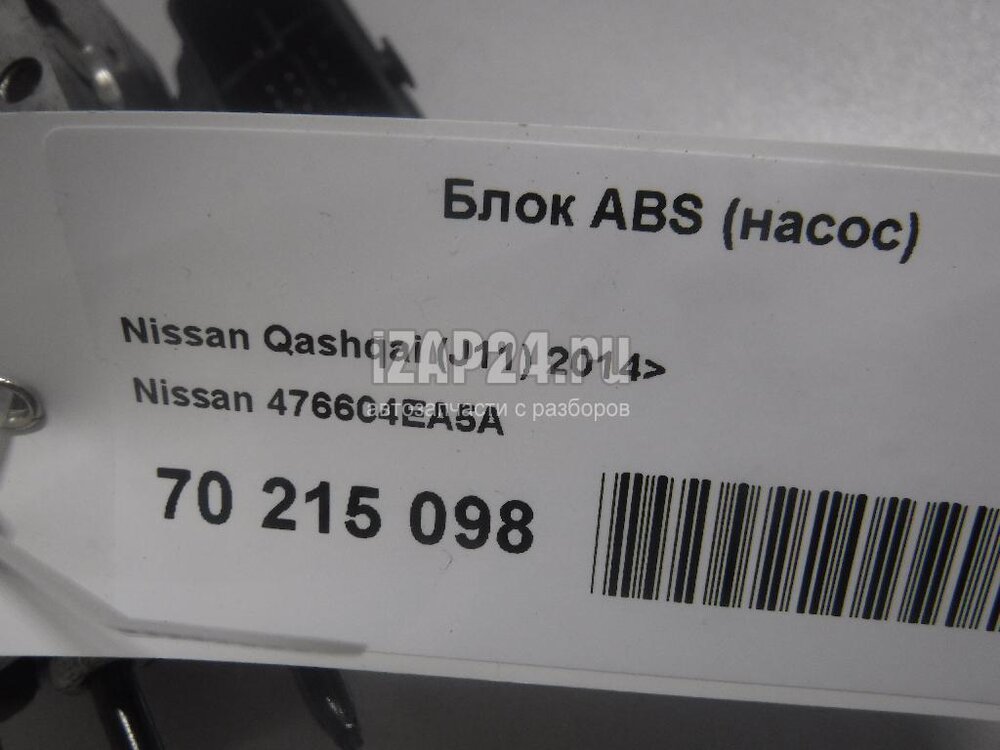 Блок ABS (насос)
Nissan Qashqai (J11) 2014>
iZAP24.ru
Nissan 476604EA5A
автозапчасти с разборов
70 215 098